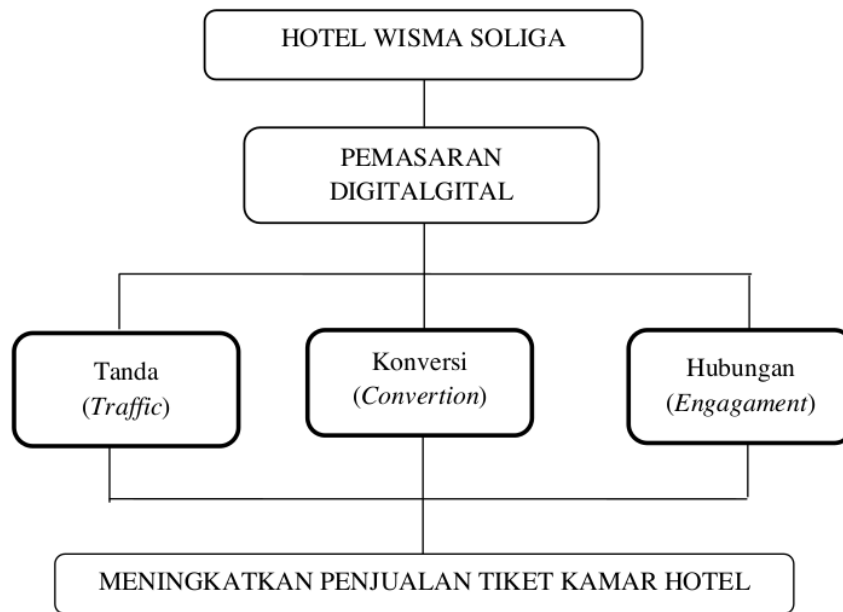 HOTEL WISMA SOLIGA
PEMASARAN
DIGITALGITAL
Tanda
(Traffic)
Konversi
(Convertion)
Hubungan
(Engagament)
MENINGKATKAN PENJUALAN TIKET KAMAR HOTEL